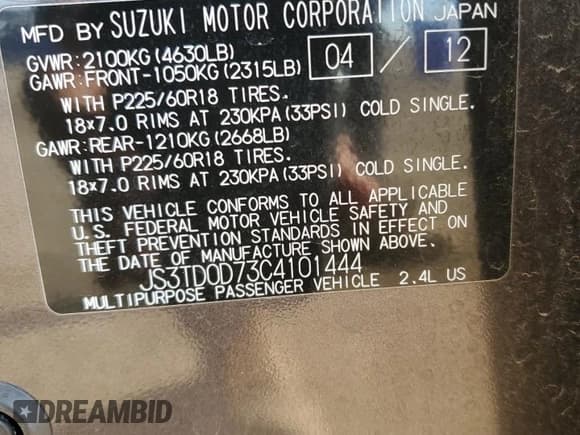 MFD BY SUZUKI MOTOR CORPORATION JAPAN
GVWR:2100KG(4630LB) 04 / 12
GAWR:FRONT-1050KG(2315LB)
WITH P225/60R18 TIRES.
18x7.0 RIMS AT 230KPA(33PSI) COLD SINGLE.
GAWR:REAR-1210KG(2668LB)
WITH P225/60R18 TIRES.
18x7.0 RIMS AT 230KPA(33PSI) COLD SINGLE.
THIS VEHICLE CONFORMS TO ALL APPLICABLE
U.S. FEDERAL MOTOR VEHICLE SAFETY AND
THEFT PREVENTION STANDARDS IN EFFECT ON
THE DATE OF MANUFACTURE SHOWN ABOVE.
JS3TD0D73C4101444
MULTIPURPOSE PASSENGER VEHICLE 2.4L US
DREAMBID